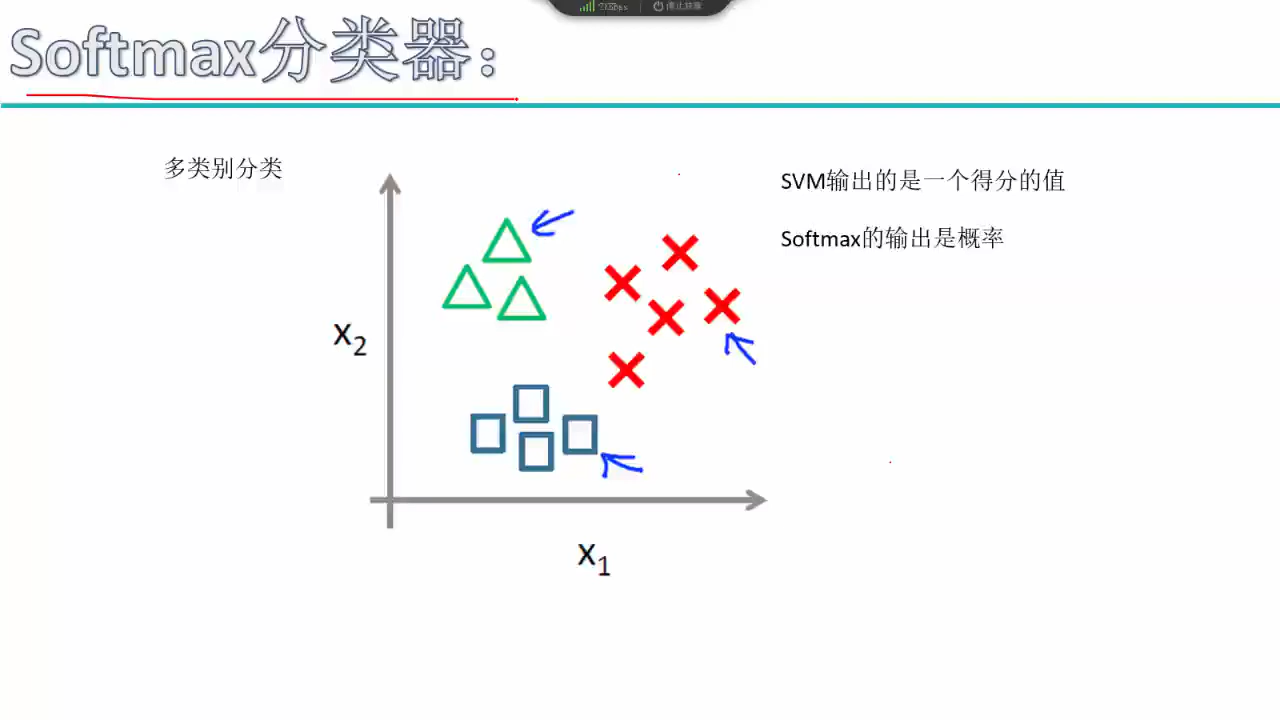 Softmax分类器：
多类别分类
SVM输出的是一个得分的值
Softmax的输出是概率
x2
x1